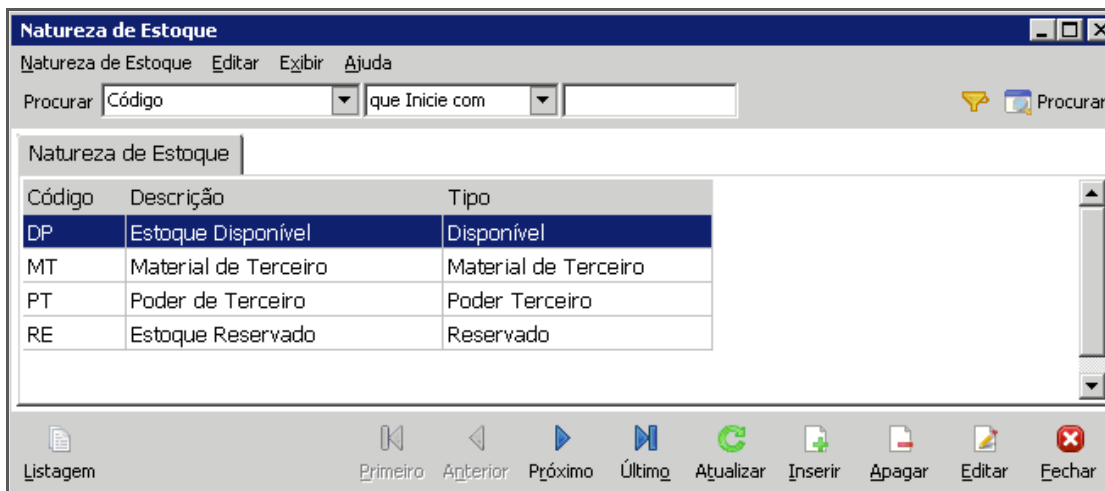 Natureza de Estoque
Natureza de Estoque Editar Exibir Ajuda
Procurar Código que Inicie com Procurar
Natureza de Estoque
Código Descrição Tipo
DP Estoque Disponível Disponível
MT Material de Terceiro Material de Terceiro
PT Poder de Terceiro Poder Terceiro
RE Estoque Reservado Reservado
Listagem Primeiro Anterior Próximo Último Atualizar Inserir Apagar Editar Fechar